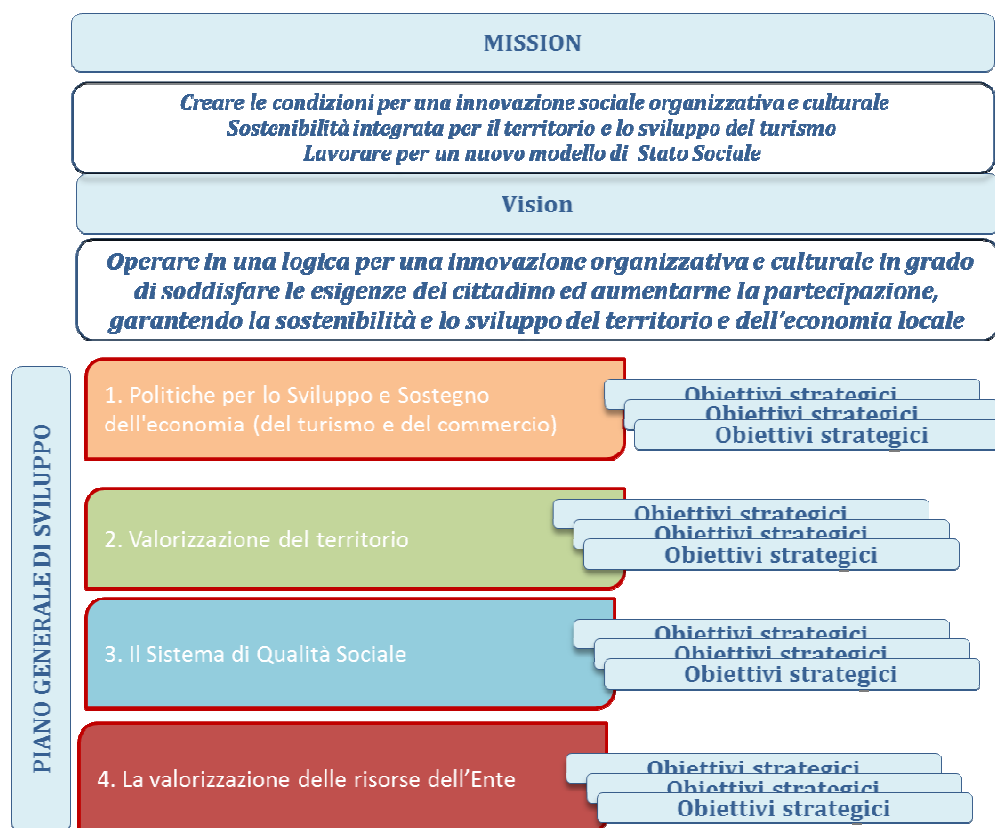 MISSION
Creare le condizioni per una innovazione sociale organizzativa e culturale
Sostenibilità integrata per il territorio e lo sviluppo del turismo
Lavorare per un nuovo modello di Stato Sociale
Vision
Operare in una logica per una innovazione organizzativa e culturale in grado
di soddisfare le esigenze del cittadino ed aumentarne la partecipazione,
garantendo la sostenibilità e lo sviluppo del territorio e dell'economia locale
PIANO GENERALE DI SVILUPPO
1. Politiche per lo Sviluppo e Sostegno
dell'economia (del turismo e del commercio)
Obiettivi strategici
Obiettivi strategici
Obiettivi strategici
2. Valorizzazione del territorio
Obiettivi strategici
Obiettivi strategici
Obiettivi strategici
3. Il Sistema di Qualità Sociale
Obiettivi strategici
Obiettivi strategici
Obiettivi strategici
4. La valorizzazione delle risorse dell'Ente
Obiettivi strategici
Obiettivi strategici
Obiettivi strategici